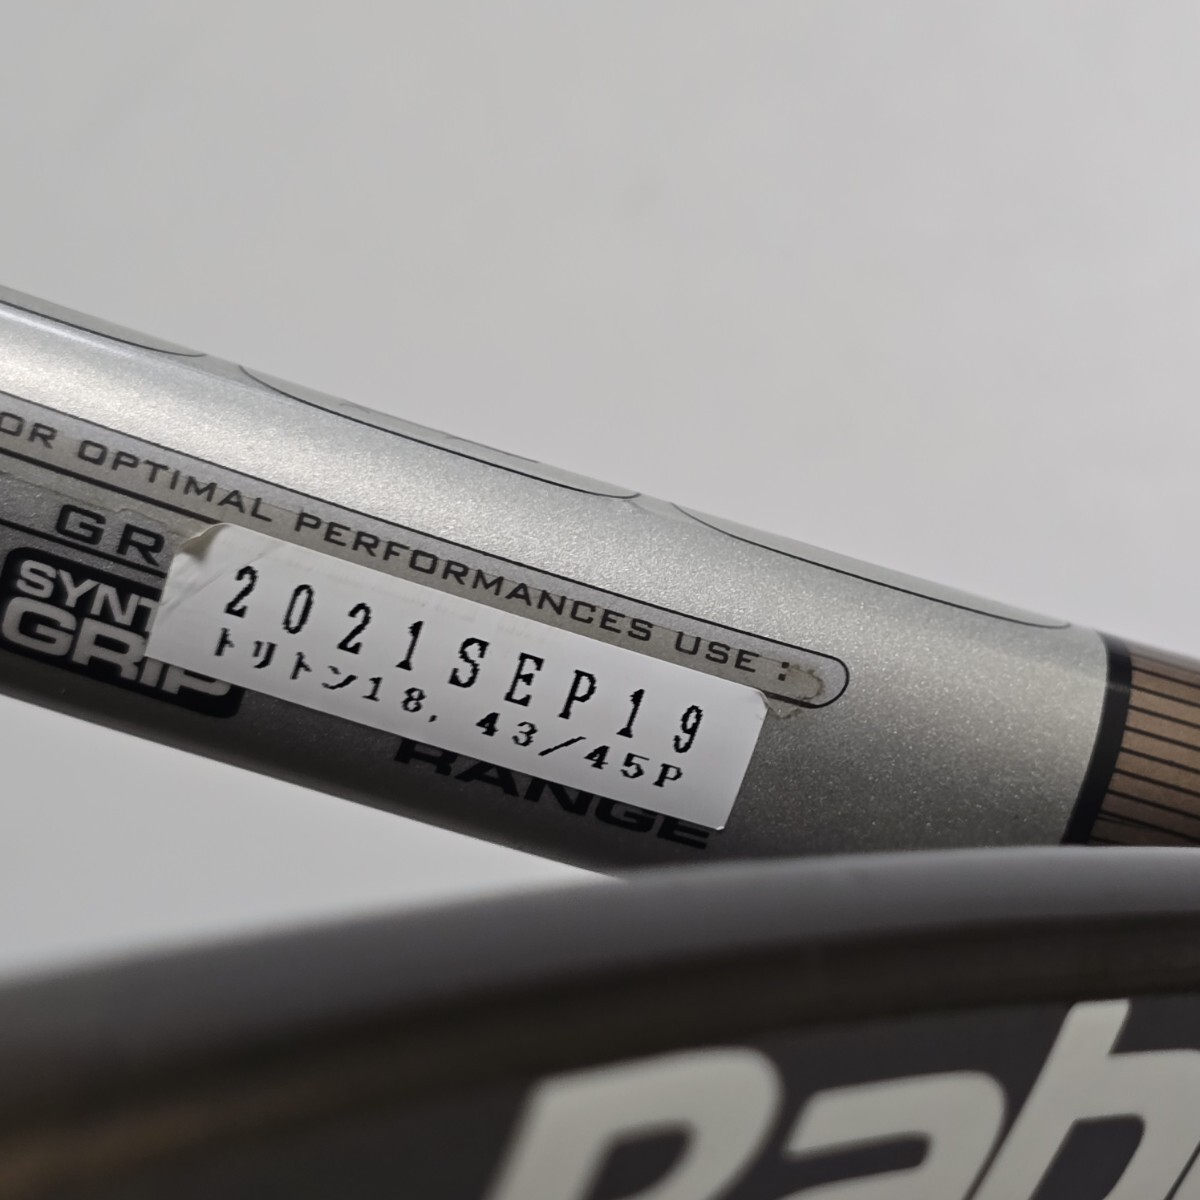 OR OPTIMAL PERFORMANCES USE :
GR
SYNT
GRIP
2021SEP19
トリトン18, 43/45P
RANGE
Bab